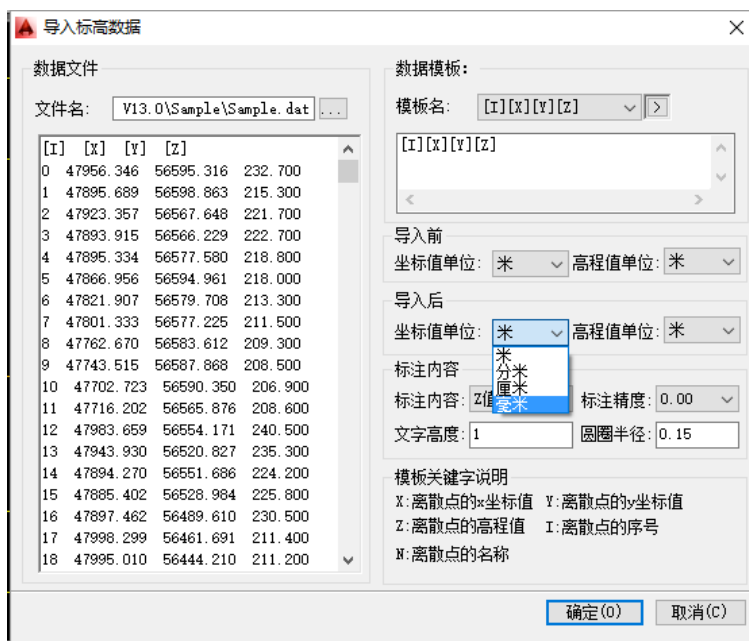 导入标高数据
数据文件
文件名: V13.0\Sample\Sample.dat ...
[I] [X] [Y] [Z]
0 47956.346 56595.316 232.700
1 47895.689 56598.863 215.300
2 47923.357 56567.648 221.700
3 47893.915 56566.229 222.700
4 47895.334 56577.580 218.800
5 47866.956 56594.961 218.000
6 47821.907 56579.708 213.300
7 47801.333 56577.225 211.500
8 47762.670 56583.612 209.300
9 47743.515 56587.868 208.500
10 47702.723 56590.350 206.900
11 47716.202 56565.876 208.600
12 47983.659 56554.171 240.500
13 47943.930 56520.827 235.300
14 47894.270 56551.686 224.200
15 47885.402 56528.984 225.800
16 47897.462 56489.610 230.500
17 47998.299 56461.691 211.400
18 47995.010 56444.210 211.200
数据模板:
模板名: [I][X][Y][Z] >
[I][X][Y][Z]
导入前
坐标值单位: 米 高程值单位: 米
导入后
坐标值单位: 米 高程值单位: 米
米
分米
厘米
毫米
标注内容
标注内容: Z值 标注精度: 0.00
文字高度: 1 圆圈半径: 0.15
模板关键字说明
X:离散点的x坐标值 Y:离散点的y坐标值
Z:离散点的高程值 I:离散点的序号
N:离散点的名称
确定(O) 取消(C)